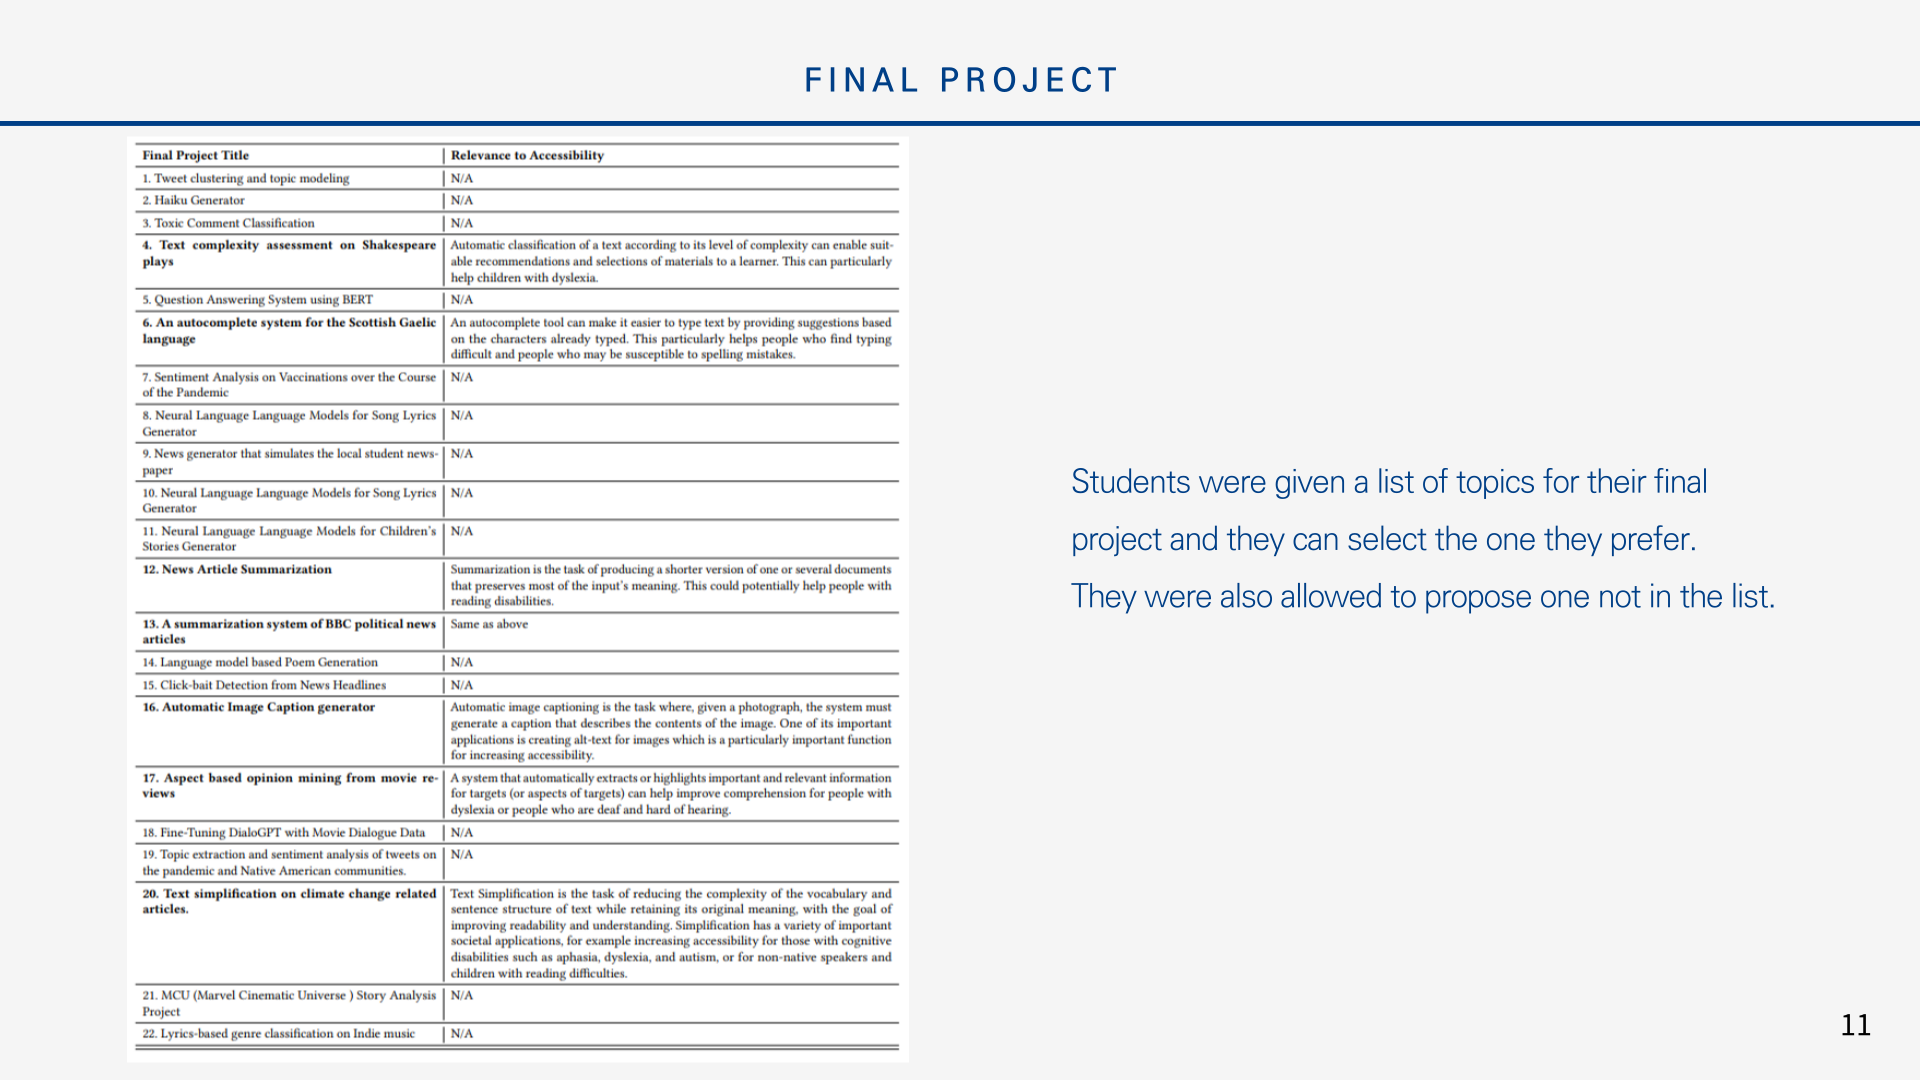 FINAL PROJECT
Final Project Title | Relevance to Accessibility
1. Tweet clustering and topic modeling | N/A
2. Haiku Generator | N/A
3. Toxic Comment Classification | N/A
4. Text complexity assessment on Shakespeare
plays
Automatic classification of a text according to its level of complexity can enable suit-
able recommendations and selections of materials to a learner. This can particularly
help children with dyslexia.
5. Question Answering System using BERT | N/A
6. An autocomplete system for the Scottish Gaelic
language
An autocomplete tool can make it easier to type text by providing suggestions based
on the characters already typed. This particularly helps people who find typing
difficult and people who may be susceptible to spelling mistakes.
7. Sentiment Analysis on Vaccinations over the Course
of the Pandemic
N/A
8. Neural Language Language Models for Song Lyrics
Generator
N/A
9. News generator that simulates the local student news-
paper
N/A
10. Neural Language Language Models for Song Lyrics
Generator
N/A
11. Neural Language Language Models for Children's
Stories Generator
N/A
12. News Article Summarization
Summarization is the task of producing a shorter version of one or several documents
that preserves most of the input's meaning. This could potentially help people with
reading disabilities.
13. A summarization system of BBC political news
articles
Same as above
14. Language model based Poem Generation | N/A
15. Click-bait Detection from News Headlines | N/A
16. Automatic Image Caption generator
Automatic image captioning is the task where, given a photograph, the system must
generate a caption that describes the contents of the image. One of its important
applications is creating alt-text for images which is a particularly important function
for increasing accessibility.
17. Aspect based opinion mining from movie re-
views
A system that automatically extracts or highlights important and relevant information
for targets (or aspects of targets) can help improve comprehension for people with
dyslexia or people who are deaf and hard of hearing.
18. Fine-Tuning DialoGPT with Movie Dialogue Data | N/A
19. Topic extraction and sentiment analysis of tweets on
the pandemic and Native American communities.
N/A
20. Text simplification on climate change related
articles.
Text Simplification is the task of reducing the complexity of the vocabulary and
sentence structure of text while retaining its original meaning, with the goal of
improving readability and understanding. Simplification has a variety of important
societal applications, for example increasing accessibility for those with cognitive
disabilities such as aphasia, dyslexia, and autism, or for non-native speakers and
children with reading difficulties.
21. MCU (Marvel Cinematic Universe ) Story Analysis
Project
N/A
22. Lyrics-based genre classification on Indie music | N/A
Students were given a list of topics for their final
project and they can select the one they prefer.
They were also allowed to propose one not in the list.
11